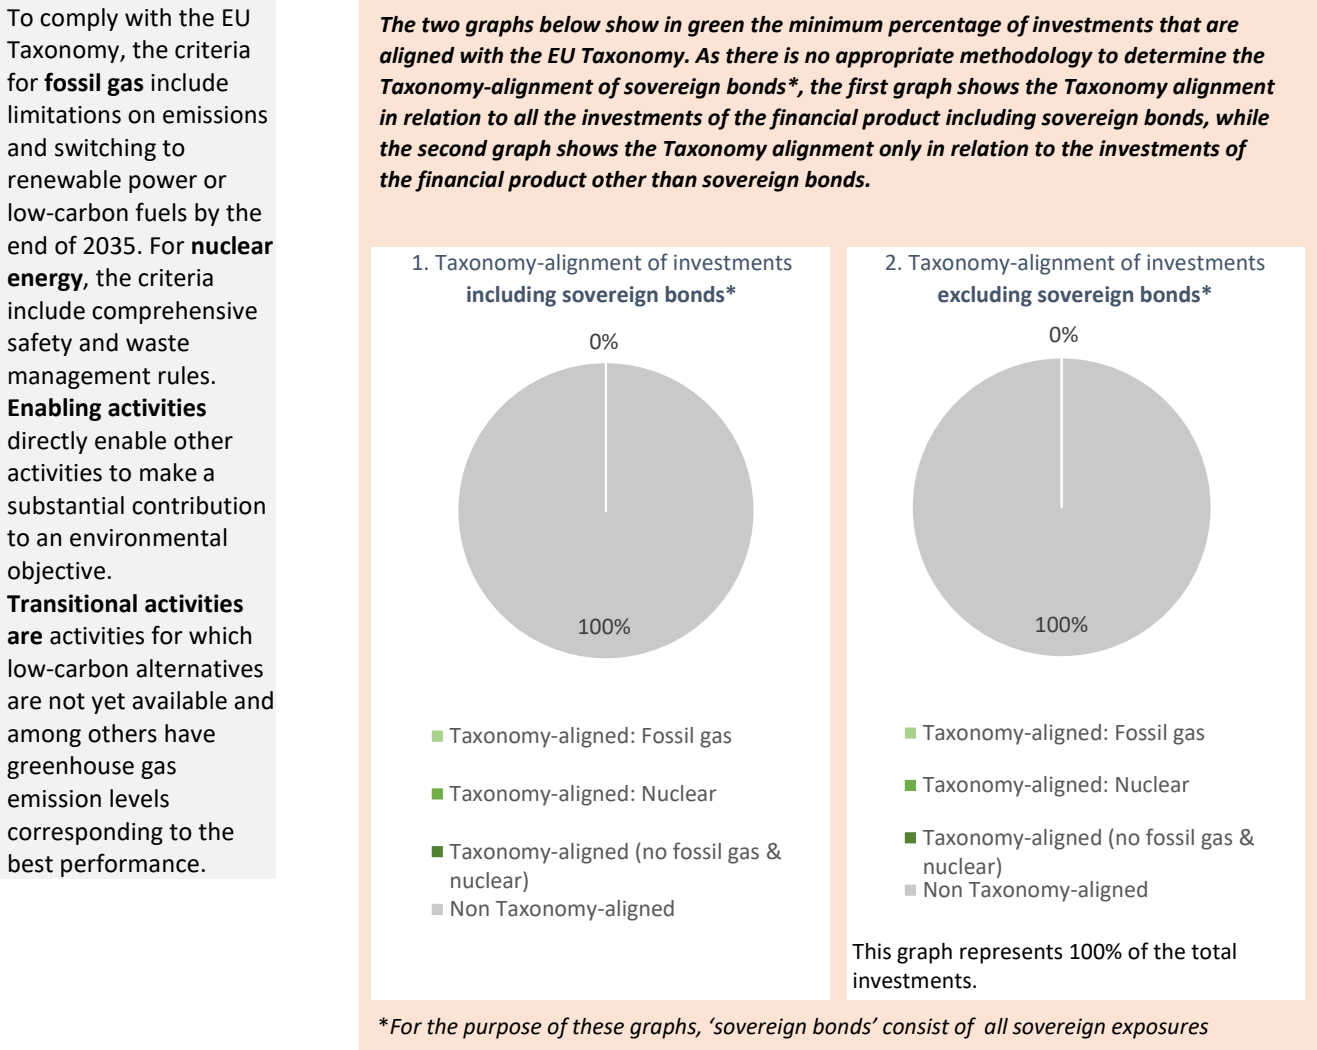 To comply with the EU
Taxonomy, the criteria
for fossil gas include
limitations on emissions
and switching to
renewable power or
low-carbon fuels by the
end of 2035. For nuclear
energy, the criteria
include comprehensive
safety and waste
management rules.
Enabling activities
directly enable other
activities to make a
substantial contribution
to an environmental
objective.
Transitional activities
are activities for which
low-carbon alternatives
are not yet available and
among others have
greenhouse gas
emission levels
corresponding to the
best performance.
The two graphs below show in green the minimum percentage of investments that are
aligned with the EU Taxonomy. As there is no appropriate methodology to determine the
Taxonomy-alignment of sovereign bonds*, the first graph shows the Taxonomy alignment
in relation to all the investments of the financial product including sovereign bonds, while
the second graph shows the Taxonomy alignment only in relation to the investments of
the financial product other than sovereign bonds.
1. Taxonomy-alignment of investments
including sovereign bonds*
0%
100%
Taxonomy-aligned: Fossil gas
Taxonomy-aligned: Nuclear
Taxonomy-aligned (no fossil gas &
nuclear)
Non Taxonomy-aligned
2. Taxonomy-alignment of investments
excluding sovereign bonds*
0%
100%
Taxonomy-aligned: Fossil gas
Taxonomy-aligned: Nuclear
Taxonomy-aligned (no fossil gas &
nuclear)
Non Taxonomy-aligned
This graph represents 100% of the total
investments.
*For the purpose of these graphs, ‘sovereign bonds’ consist of  all sovereign exposures